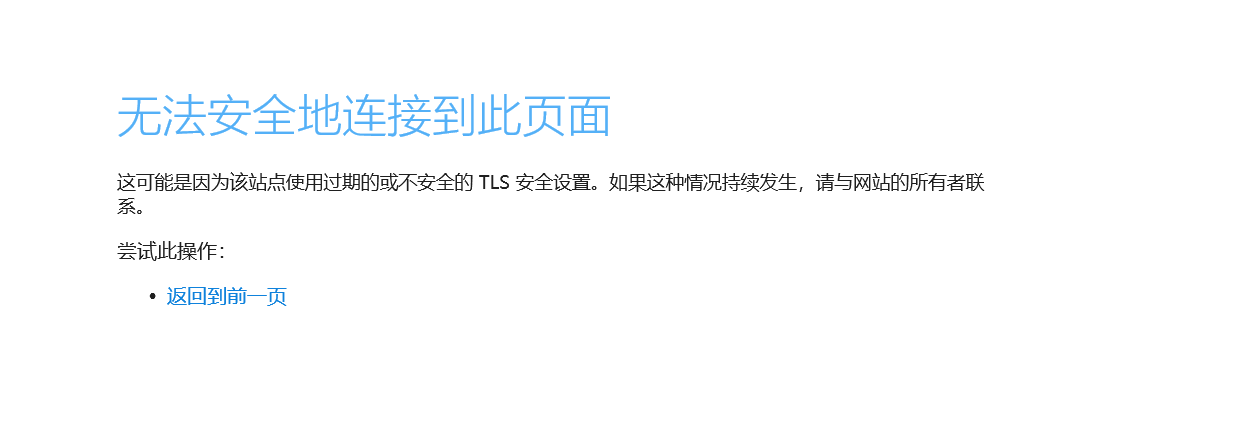 无法安全地连接到此页面
这可能是因为该站点使用过期的或不安全的 TLS 安全设置。如果这种情况持续发生，请与网站的所有者联
系。
尝试此操作：
• 返回到前一页